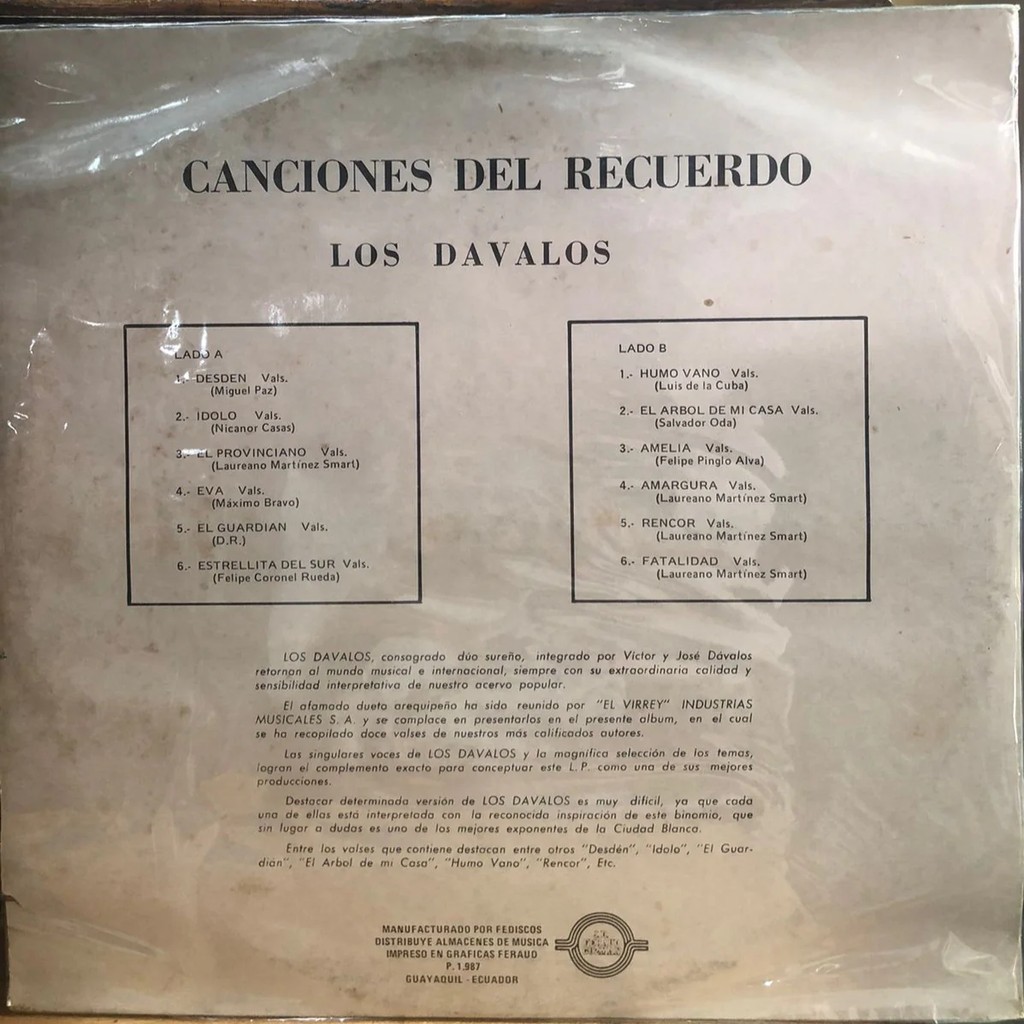 CANCIONES DEL RECUERDO
LOS DAVALOS
LADO A
1.- DESDEN Vals.
(Miguel Paz)
2.- IDOLO Vals.
(Nicanor Casas)
3.- EL PROVINCIANO Vals.
(Laureano Martínez Smart)
4.- EVA Vals.
(Máximo Bravo)
5.- EL GUARDIAN Vals.
(D.R.)
6.- ESTRELLITA DEL SUR Vals.
(Felipe Coronel Rueda)
LADO B
1.- HUMO VANO Vals.
(Luis de la Cuba)
2.- EL ARBOL DE MI CASA Vals.
(Salvador Oda)
3.- AMELIA Vals.
(Felipe Pinglo Alva)
4.- AMARGURA Vals.
(Laureano Martínez Smart)
5.- RENCOR Vals.
(Laureano Martínez Smart)
6.- FATALIDAD Vals.
(Laureano Martínez Smart)
LOS DAVALOS, consagrado dúo sureño, integrado por Víctor y José Dávalos
retornan al mundo musical e internacional, siempre con su extraordinaria calidad y
sensibilidad interpretativa de nuestro acervo popular.
El afamado dueto arequipeño ha sido reunido por "EL VIRREY" INDUSTRIAS
MUSICALES S. A. y se complace en presentarlos en el presente album, en el cual
se ha recopilado doce valses de nuestros más calificados autores.
Las singulares voces de LOS DAVALOS y la magnífica selección de los temas,
logran el complemento exacto para conceptuar este L. P. como una de sus mejores
producciones.
Destacar determinada versión de LOS DAVALOS es muy difícil, ya que cada
una de ellas está interpretada con la reconocida inspiración de este binomio, que
sin lugar a dudas es uno de los mejores exponentes de la Ciudad Blanca.
Entre los valses que contiene destacan entre otros "Desdén", "Idolo", "El Guar-
dián", "El Arbol de mi Casa", "Humo Vano", "Rencor", Etc.
MANUFACTURADO POR FEDISCOS
DISTRIBUYE ALMACENES DE MUSICA
IMPRESO EN GRAFICAS FERAUD
P. 1.987
GUAYAQUIL - ECUADOR